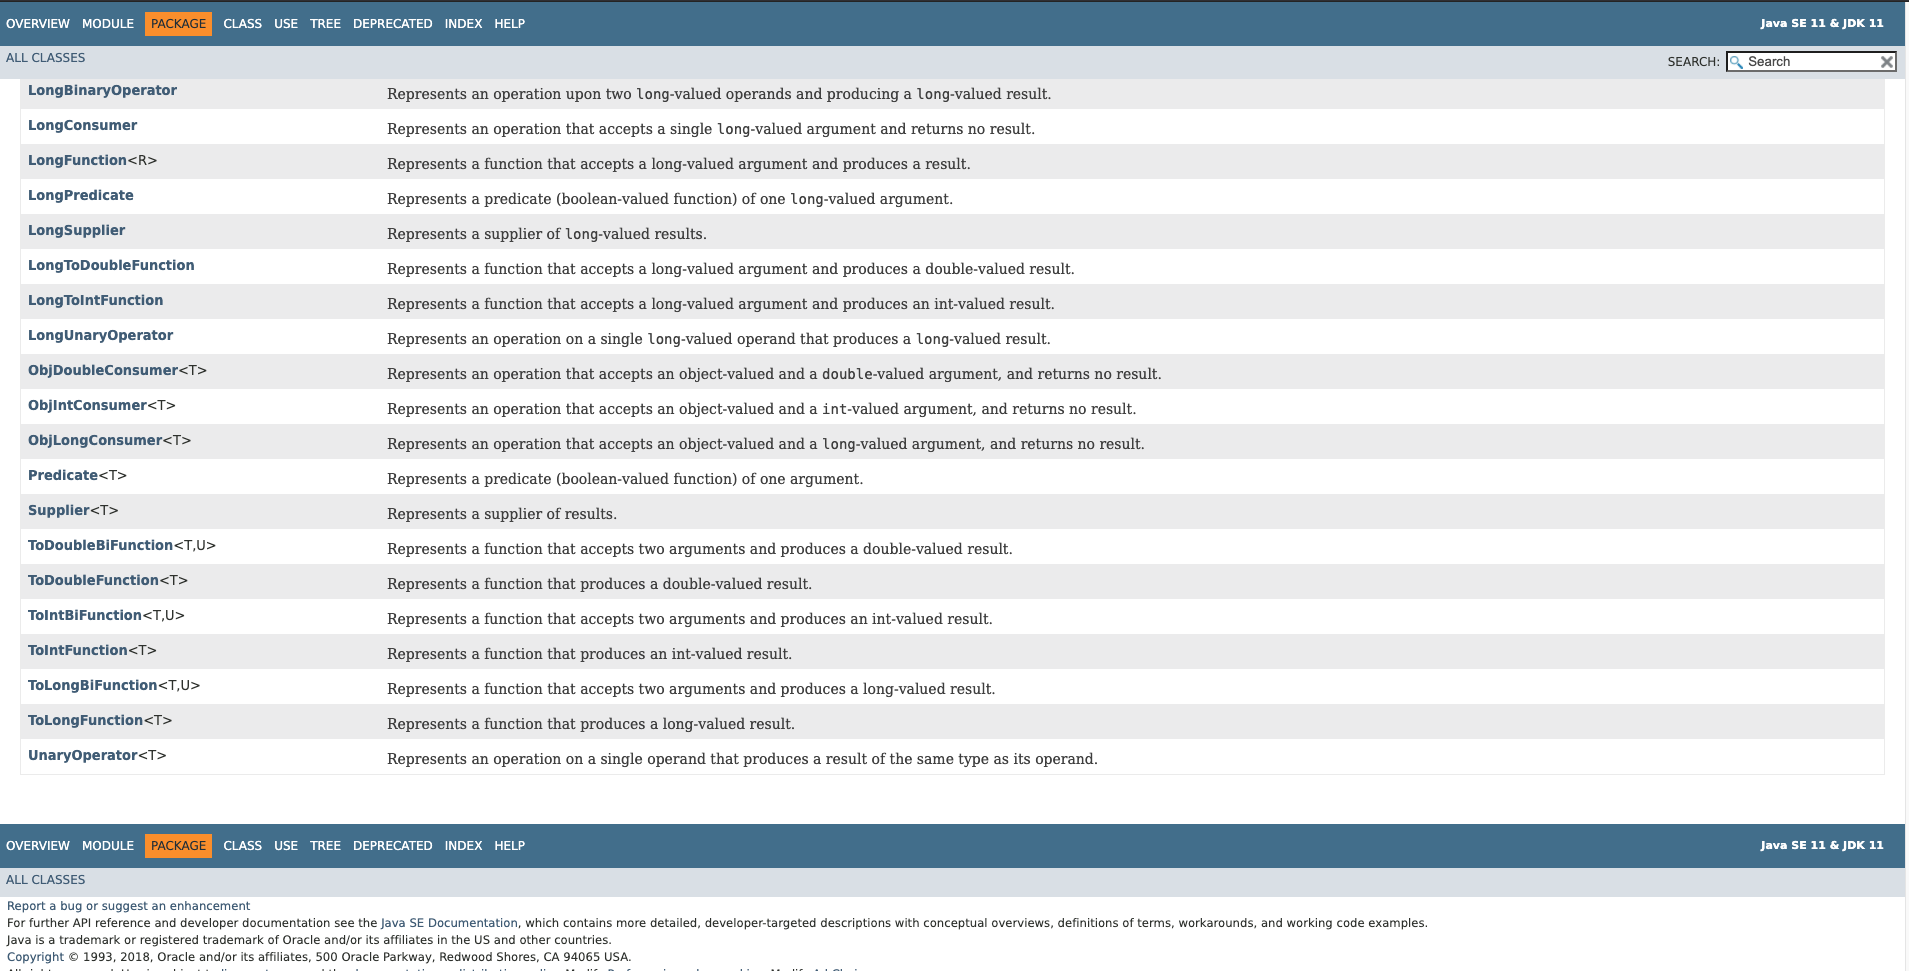 OVERVIEW MODULE PACKAGE CLASS USE TREE DEPRECATED INDEX HELP Java SE 11 & JDK 11
ALL CLASSES SEARCH: Search
LongBinaryOperator Represents an operation upon two long-valued operands and producing a long-valued result.
LongConsumer Represents an operation that accepts a single long-valued argument and returns no result.
LongFunction<R> Represents a function that accepts a long-valued argument and produces a result.
LongPredicate Represents a predicate (boolean-valued function) of one long-valued argument.
LongSupplier Represents a supplier of long-valued results.
LongToDoubleFunction Represents a function that accepts a long-valued argument and produces a double-valued result.
LongToIntFunction Represents a function that accepts a long-valued argument and produces an int-valued result.
LongUnaryOperator Represents an operation on a single long-valued operand that produces a long-valued result.
ObjDoubleConsumer<T> Represents an operation that accepts an object-valued and a double-valued argument, and returns no result.
ObjIntConsumer<T> Represents an operation that accepts an object-valued and a int-valued argument, and returns no result.
ObjLongConsumer<T> Represents an operation that accepts an object-valued and a long-valued argument, and returns no result.
Predicate<T> Represents a predicate (boolean-valued function) of one argument.
Supplier<T> Represents a supplier of results.
ToDoubleBiFunction<T,U> Represents a function that accepts two arguments and produces a double-valued result.
ToDoubleFunction<T> Represents a function that produces a double-valued result.
ToIntBiFunction<T,U> Represents a function that accepts two arguments and produces an int-valued result.
ToIntFunction<T> Represents a function that produces an int-valued result.
ToLongBiFunction<T,U> Represents a function that accepts two arguments and produces a long-valued result.
ToLongFunction<T> Represents a function that produces a long-valued result.
UnaryOperator<T> Represents an operation on a single operand that produces a result of the same type as its operand.
OVERVIEW MODULE PACKAGE CLASS USE TREE DEPRECATED INDEX HELP Java SE 11 & JDK 11
ALL CLASSES
Report a bug or suggest an enhancement
For further API reference and developer documentation see the Java SE Documentation, which contains more detailed, developer-targeted descriptions with conceptual overviews, definitions of terms, workarounds, and working code examples.
Java is a trademark or registered trademark of Oracle and/or its affiliates in the US and other countries.
Copyright © 1993, 2018, Oracle and/or its affiliates, 500 Oracle Parkway, Redwood Shores, CA 94065 USA.